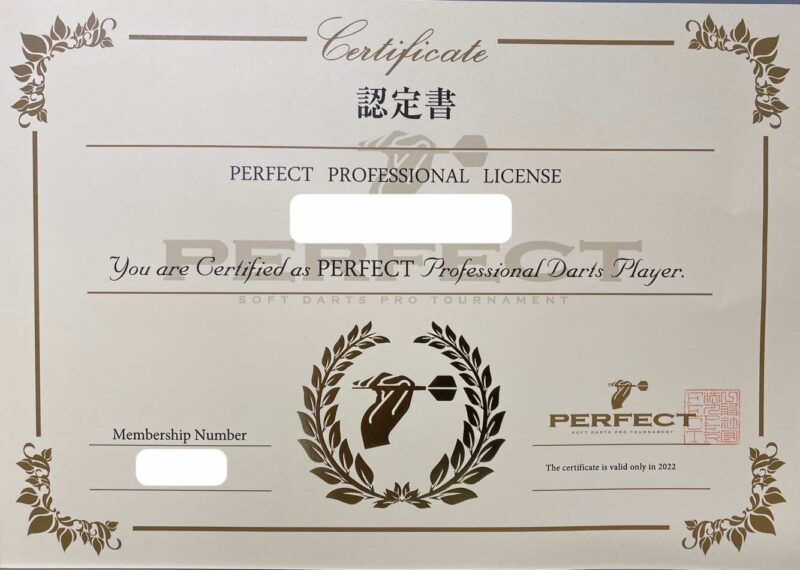 Certificate
認定書
PERFECT PROFESSIONAL LICENSE
PERFECT
You are Certified as PERFECT Professional Darts Player.
SOFT DARTS PRO TOURNAMENT
Membership Number
PERFECT
SOFT DARTS PRO TOURNAMENT
The certificate is valid only in 2022